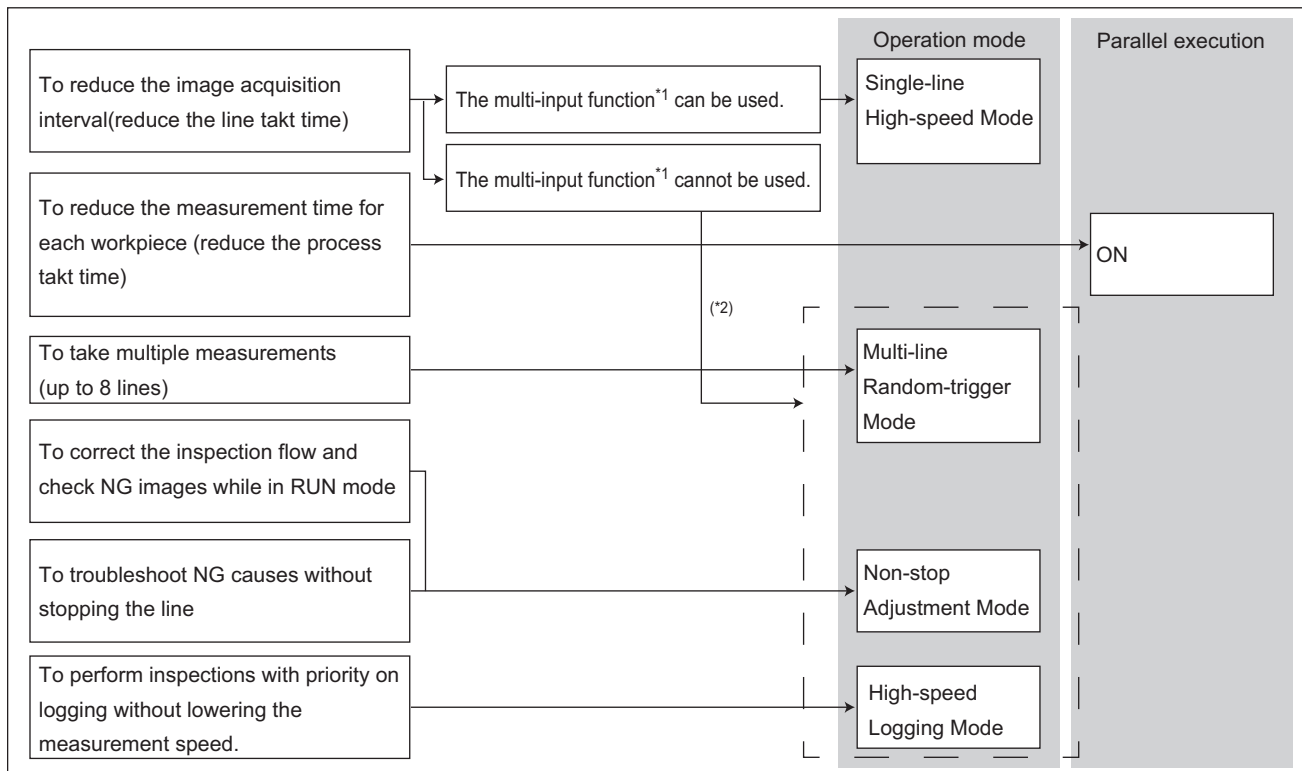 Operation mode
Parallel execution
To reduce the image acquisition
interval(reduce the line takt time)
The multi-input function*1 can be used.
Single-line
High-speed Mode
The multi-input function*1 cannot be used.
To reduce the measurement time for
each workpiece (reduce the process
takt time)
ON
(*2)
To take multiple measurements
(up to 8 lines)
Multi-line
Random-trigger
Mode
To correct the inspection flow and
check NG images while in RUN mode
To troubleshoot NG causes without
stopping the line
Non-stop
Adjustment Mode
To perform inspections with priority on
logging without lowering the
measurement speed.
High-speed
Logging Mode